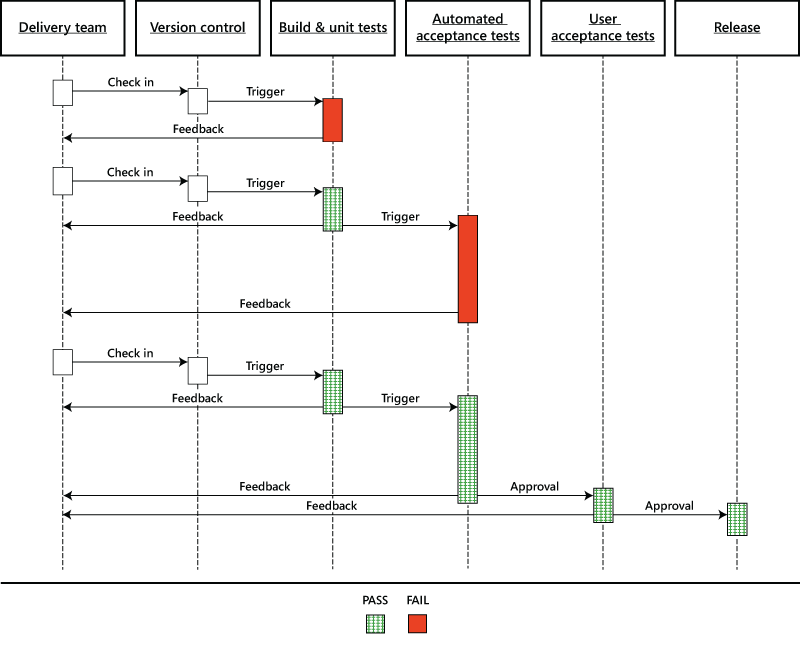 Delivery team
Version control
Build & unit tests
Automated
acceptance tests
User
acceptance tests
Release
Check in
Trigger
Feedback
Check in
Trigger
Feedback
Trigger
Feedback
Check in
Trigger
Feedback
Trigger
Feedback
Approval
Feedback
Approval
PASS
FAIL